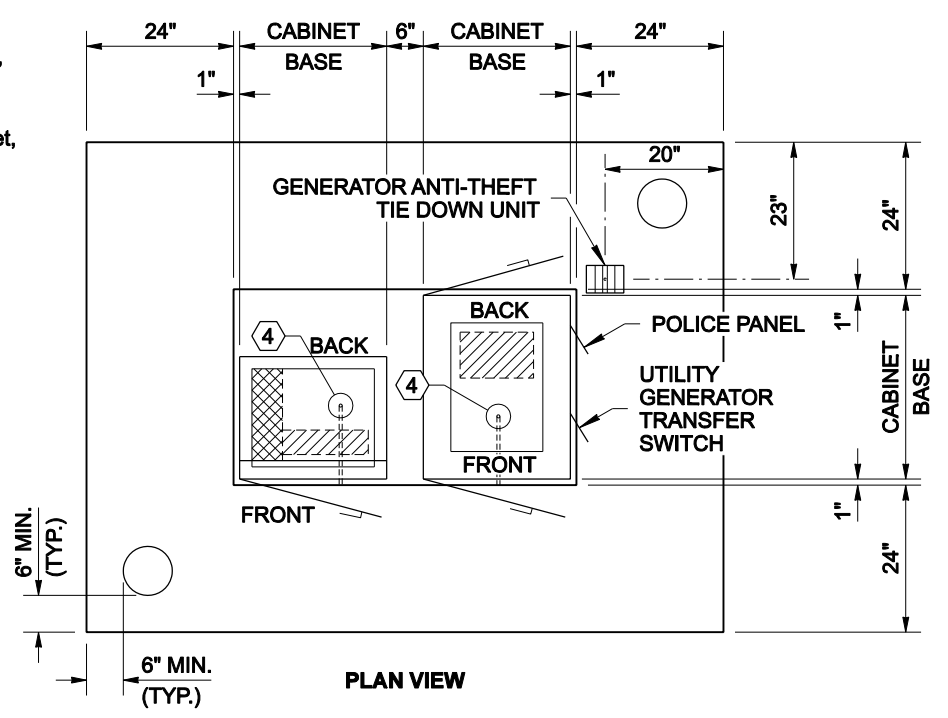 24" CABINET 6" CABINET 24"
BASE BASE
1" 1"
et,
20"
GENERATOR ANTI-THEFT
TIE DOWN UNIT
23"
24"
BACK
POLICE PANEL
1"
4
BACK
4
UTILITY
GENERATOR
TRANSFER
SWITCH
CABINET
BASE
FRONT
FRONT
1"
6" MIN.
(TYP.)
24"
6" MIN.
(TYP.)
PLAN VIEW